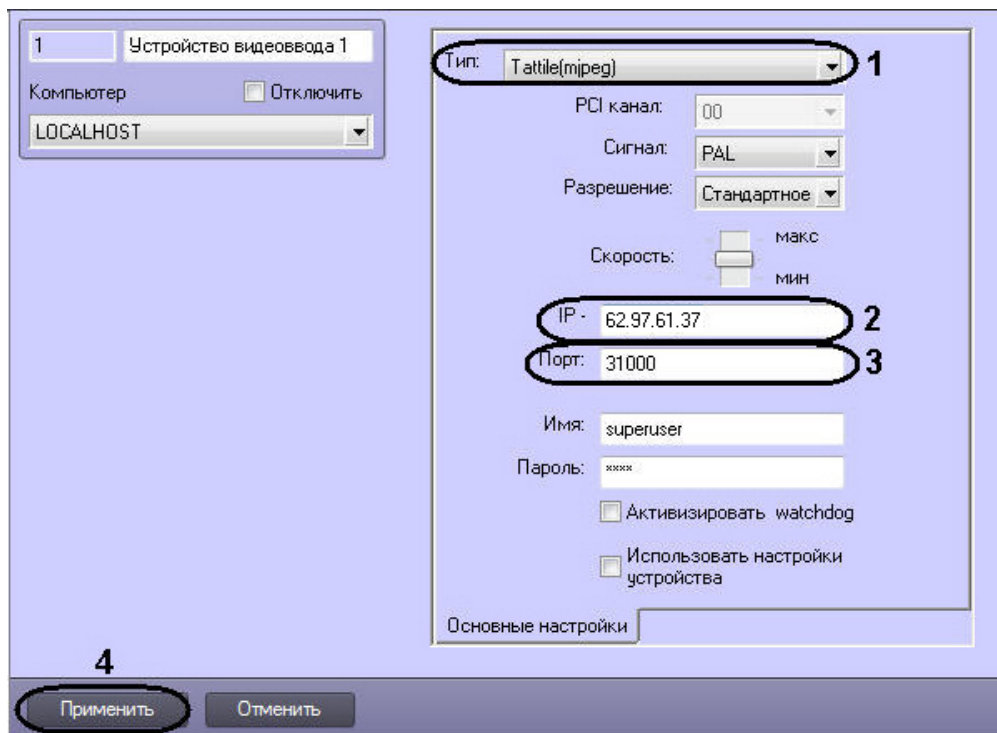 1
Устройство видеоввода 1
Компьютер
Отключить
LOCALHOST
Тип:
Tattile(mjpeg)
1
PCI канал:
00
Сигнал:
PAL
Разрешение:
Стандартное
Скорость:
макс
мин
IP -
62.97.61.37
2
Порт:
31000
3
Имя:
superuser
Пароль:
××××
Активизировать watchdog
Использовать настройки
устройства
Основные настройки
4
Применить
Отменить